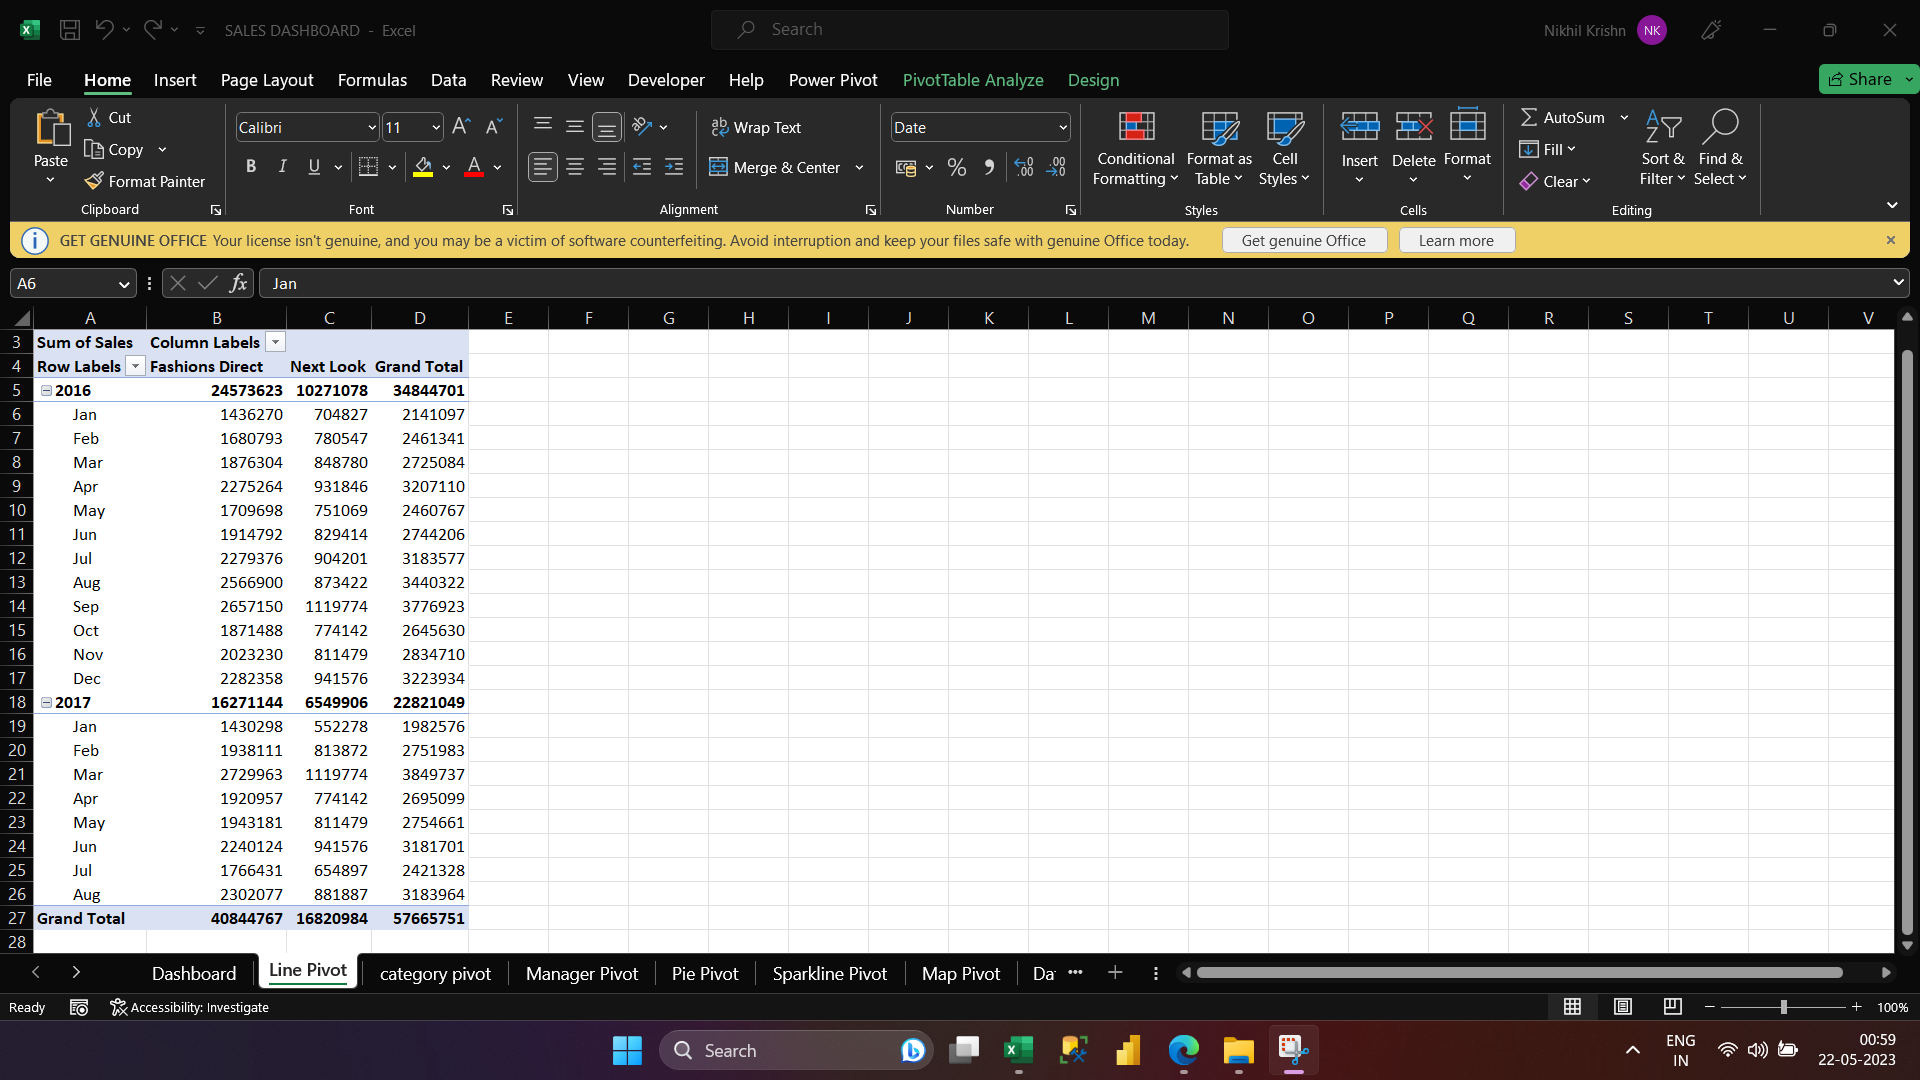 SALES DASHBOARD - Excel
Search
Nikhil Krishn NK
File Home Insert Page Layout Formulas Data Review View Developer Help Power Pivot PivotTable Analyze Design Share
Paste
Cut
Copy
Format Painter
Clipboard
Calibri 11
B I U
Font
Wrap Text
Merge & Center
Alignment
Date
Number
Conditional Formatting
Format as Table
Cell Styles
Styles
Insert Delete Format
Cells
AutoSum
Fill
Clear
Sort & Filter
Find & Select
Editing
GET GENUINE OFFICE Your license isn't genuine, and you may be a victim of software counterfeiting. Avoid interruption and keep your files safe with genuine Office today. Get genuine Office Learn more
A6 fx Jan
A B C D E F G H I J K L M N O P Q R S T U V
3 Sum of Sales Column Labels
4 Row Labels Fashions Direct Next Look Grand Total
5 2016 24573623 10271078 34844701
6 Jan 1436270 704827 2141097
7 Feb 1680793 780547 2461341
8 Mar 1876304 848780 2725084
9 Apr 2275264 931846 3207110
10 May 1709698 751069 2460767
11 Jun 1914792 829414 2744206
12 Jul 2279376 904201 3183577
13 Aug 2566900 873422 3440322
14 Sep 2657150 1119774 3776923
15 Oct 1871488 774142 2645630
16 Nov 2023230 811479 2834710
17 Dec 2282358 941576 3223934
18 2017 16271144 6549906 22821049
19 Jan 1430298 552278 1982576
20 Feb 1938111 813872 2751983
21 Mar 2729963 1119774 3849737
22 Apr 1920957 774142 2695099
23 May 1943181 811479 2754661
24 Jun 2240124 941576 3181701
25 Jul 1766431 654897 2421328
26 Aug 2302077 881887 3183964
27 Grand Total 40844767 16820984 57665751
28
Dashboard Line Pivot category pivot Manager Pivot Pie Pivot Sparkline Pivot Map Pivot Da ...
Ready Accessibility: Investigate 100%
Search
ENG
IN
00:59
22-05-2023